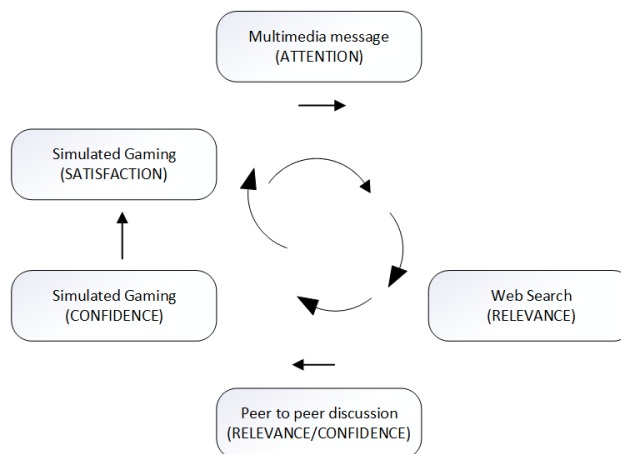 Multimedia message
(ATTENTION)
Simulated Gaming
(SATISFACTION)
Simulated Gaming
(CONFIDENCE)
Web Search
(RELEVANCE)
Peer to peer discussion
(RELEVANCE/CONFIDENCE)